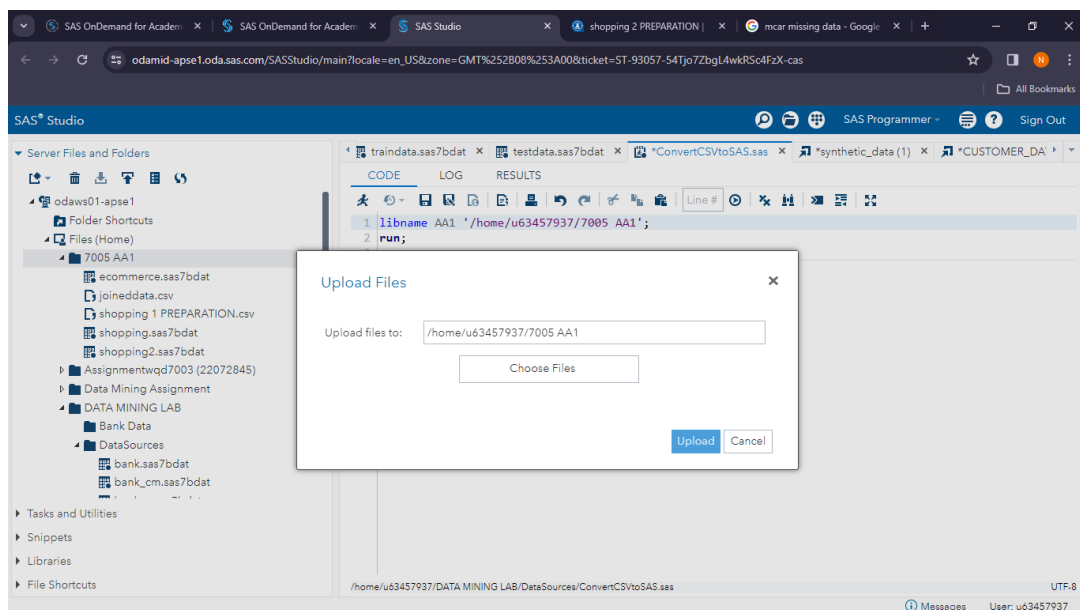 SAS OnDemand for Academ
SAS OnDemand for Academ
SAS Studio
shopping 2 PREPARATION |
mcar missing data - Google
odamid-apse1.oda.sas.com/SASStudio/main?locale=en_US&zone=GMT%252B08%253A00&ticket=ST-93057-54Tjo7ZbgL4wkRSc4FzX-cas
N
All Bookmarks
SAS® Studio
SAS Programmer
Sign Out
Server Files and Folders
odaws01-apse1
Folder Shortcuts
Files (Home)
7005 AA1
ecommerce.sas7bdat
joineddata.csv
shopping 1 PREPARATION.csv
shopping.sas7bdat
shopping2.sas7bdat
Assignmentwqd7003 (22072845)
Data Mining Assignment
DATA MINING LAB
Bank Data
DataSources
bank.sas7bdat
bank_cm.sas7bdat
Tasks and Utilities
Snippets
Libraries
File Shortcuts
traindata.sas7bdat
testdata.sas7bdat
*ConvertCSVtoSAS.sas
*synthetic_data (1)
*CUSTOMER_DA
CODE LOG RESULTS
Line #
1 libname AA1 '/home/u63457937/7005 AA1';
2 run;
Upload Files
Upload files to: /home/u63457937/7005 AA1
Choose Files
Upload Cancel
/home/u63457937/DATA MINING LAB/DataSources/ConvertCSVtoSAS.sas
UTF-8
Messages User: u63457937